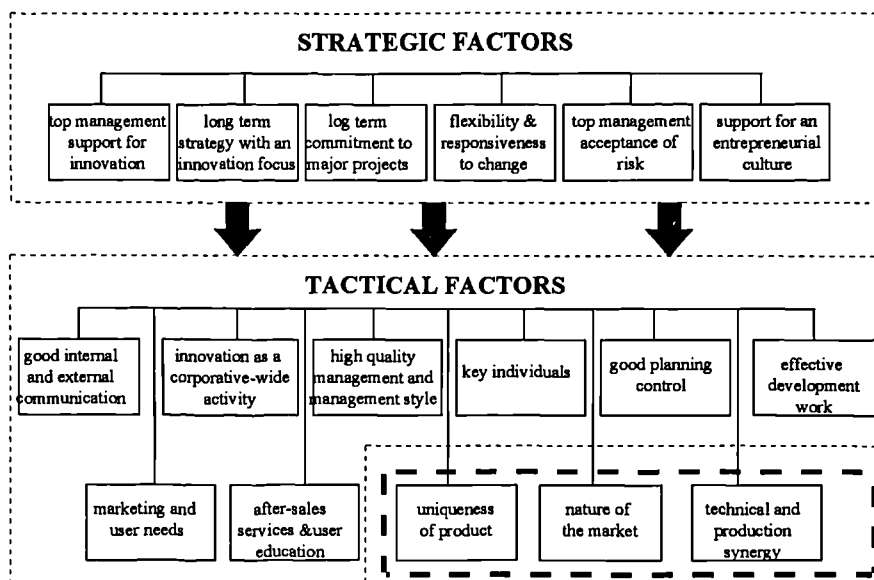 STRATEGIC FACTORS
top management
support for
innovation
long term
strategy with an
innovation focus
log term
commitment to
major projects
flexibility &
responsiveness
to change
top management
acceptance of
risk
support for an
entrepreneurial
culture
TACTICAL FACTORS
good internal
and external
communication
innovation as a
corporative-wide
activity
high quality
management and
management style
key individuals
good planning
control
effective
development
work
marketing and
user needs
after-sales
services &user
education
uniqueness
of product
nature of
the market
technical and
production
synergy